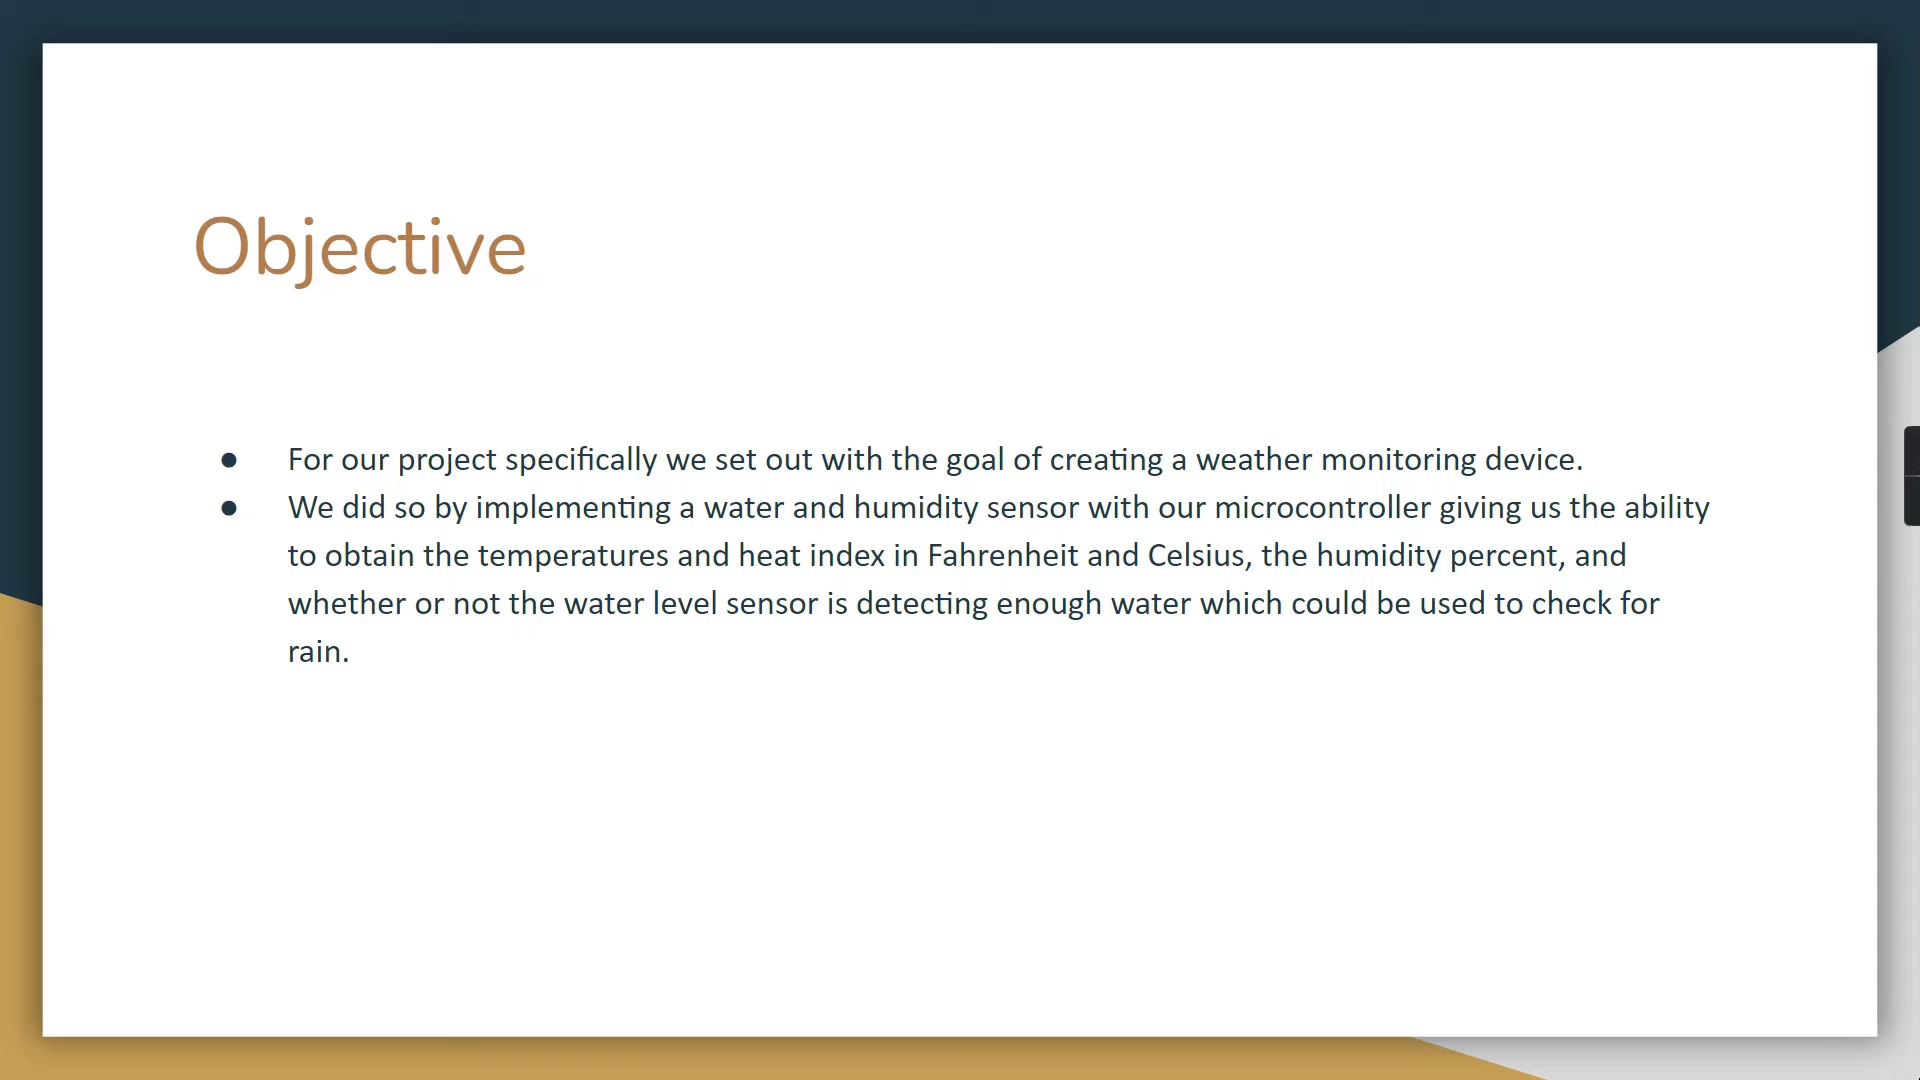 Objective
● For our project specifically we set out with the goal of creating a weather monitoring device.
● We did so by implementing a water and humidity sensor with our microcontroller giving us the ability
to obtain the temperatures and heat index in Fahrenheit and Celsius, the humidity percent, and
whether or not the water level sensor is detecting enough water which could be used to check for
rain.